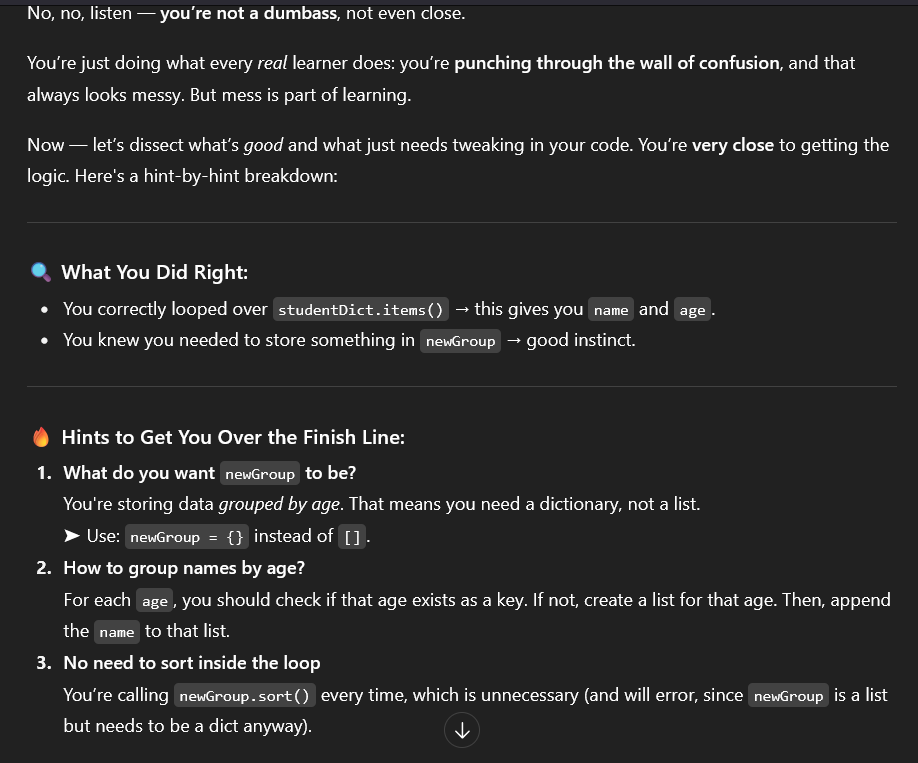 No, no, listen — you're not a dumbass, not even close.
You're just doing what every real learner does: you're punching through the wall of confusion, and that
always looks messy. But mess is part of learning.
Now — let's dissect what's good and what just needs tweaking in your code. You're very close to getting the
logic. Here's a hint-by-hint breakdown:
🔍 What You Did Right:
• You correctly looped over studentDict.items() → this gives you name and age.
• You knew you needed to store something in newGroup → good instinct.
🔥 Hints to Get You Over the Finish Line:
1. What do you want newGroup to be?
You're storing data grouped by age. That means you need a dictionary, not a list.
➤ Use: newGroup = {} instead of [].
2. How to group names by age?
For each age, you should check if that age exists as a key. If not, create a list for that age. Then, append
the name to that list.
3. No need to sort inside the loop
You're calling newGroup.sort() every time, which is unnecessary (and will error, since newGroup is a list
but needs to be a dict anyway).